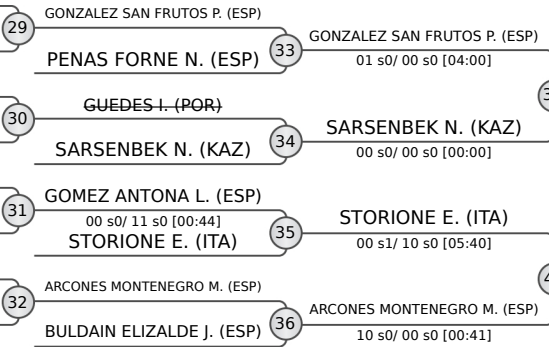 GONZALEZ SAN FRUTOS P. (ESP)
29
PENAS FORNE N. (ESP)
33
GONZALEZ SAN FRUTOS P. (ESP)
01 s0/ 00 s0 [04:00]
GUEDES I. (POR)
30
SARSENBEK N. (KAZ)
34
SARSENBEK N. (KAZ)
00 s0/ 00 s0 [00:00]
GOMEZ ANTONA L. (ESP)
31
00 s0/ 11 s0 [00:44]
STORIONE E. (ITA)
35
STORIONE E. (ITA)
00 s1/ 10 s0 [05:40]
ARCONES MONTENEGRO M. (ESP)
32
BULDAIN ELIZALDE J. (ESP)
36
ARCONES MONTENEGRO M. (ESP)
10 s0/ 00 s0 [00:41]